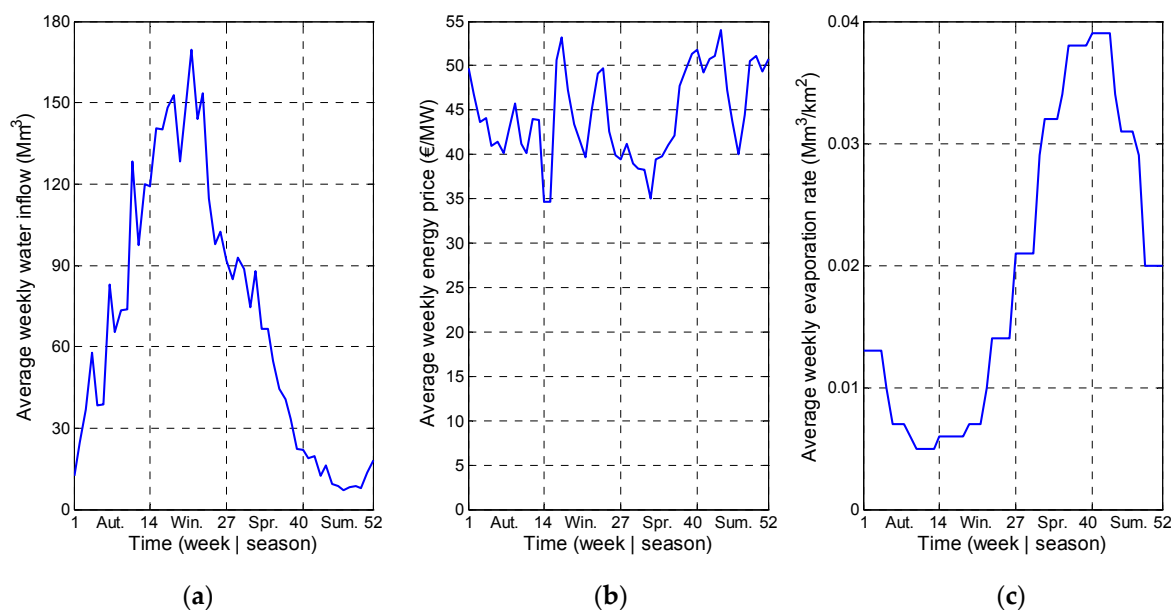 Average weekly water inflow (Mm³)
180
150
120
90
60
30
0
1 Aut. 14 Win. 27 Spr. 40 Sum. 52
Time (week | season)
(a)
Average weekly energy price (€/MW)
55
50
45
40
35
30
25
20
15
10
5
0
1 Aut. 14 Win. 27 Spr. 40 Sum. 52
Time (week | season)
(b)
Average weekly evaporation rate (Mm³/km²)
0.04
0.03
0.02
0.01
0
1 Aut. 14 Win. 27 Spr. 40 Sum. 52
Time (week | season)
(c)